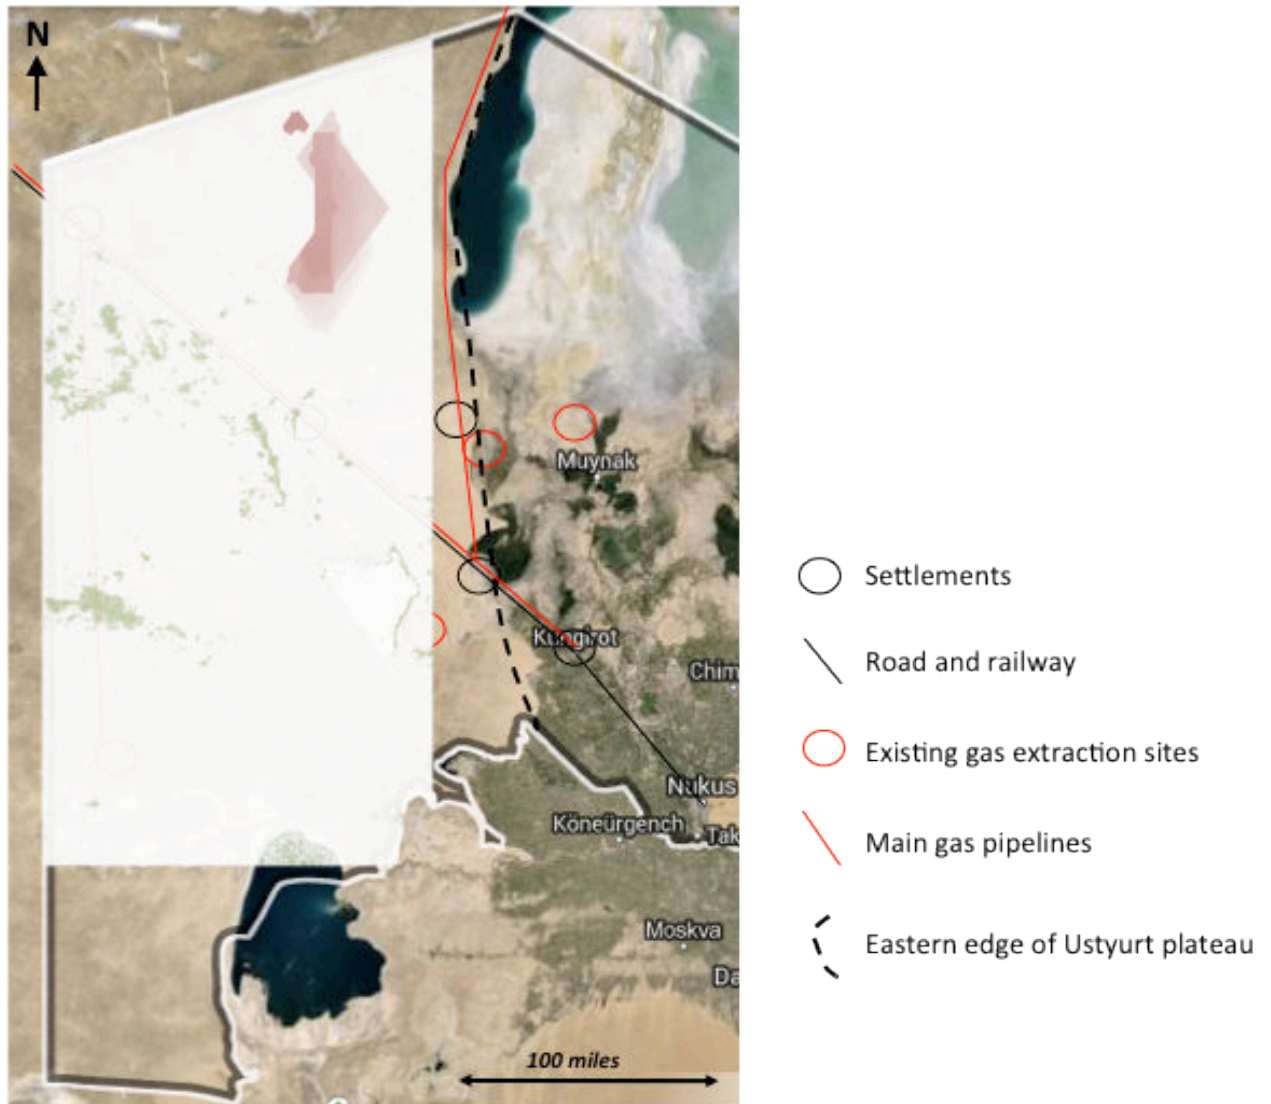 N
Muynak
Kungirot
Chim
Nukus
Köneürgench
Tak
Moskva
Da
100 miles
Settlements
Road and railway
Existing gas extraction sites
Main gas pipelines
Eastern edge of Ustyurt plateau